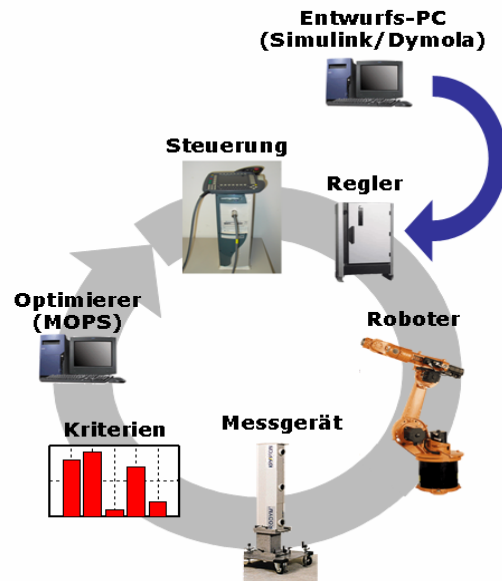 Entwurfs-PC
(Simulink/Dymola)
Steuerung
Regler
Optimierer
(MOPS)
Roboter
Messgerät
Kriterien